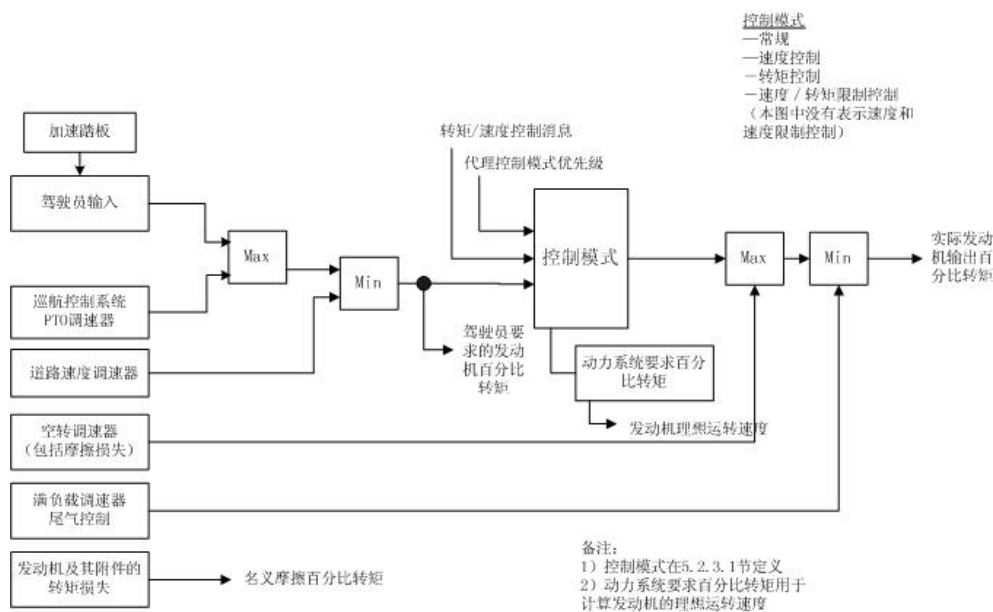 控制模式
—常规
—速度控制
－转矩控制
－速度／转矩限制控制
（本图中没有表示速度和
速度限制控制）
加速踏板
转矩/速度控制消息
代理控制模式优先级
驾驶员输入
Max
控制模式
Max
Min
实际发动
机输出百
分比转矩
Min
巡航控制系统
PTO调速器
驾驶员要
求的发动
机百分比
转矩
道路速度调速器
动力系统要求百分
比转矩
发动机理想运转速度
空转调速器
（包括摩擦损失）
满负载调速器
尾气控制
发动机及其附件的
转矩损失
名义摩擦百分比转矩
备注：
1）控制模式在5.2.3.1节定义
2）动力系统要求百分比转矩用于
计算发动机的理想运转速度